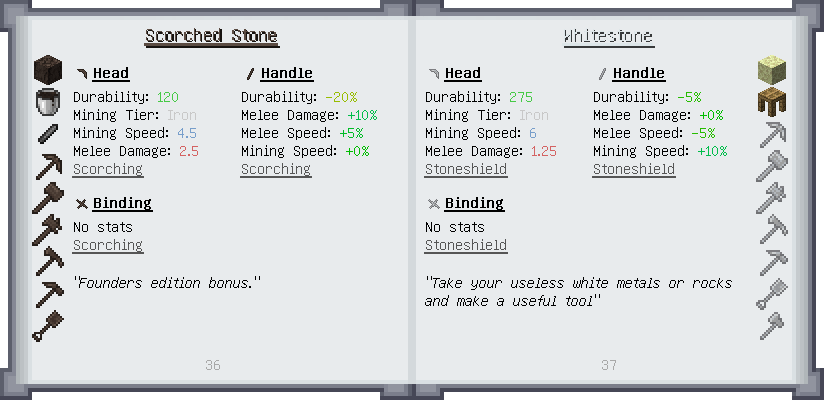 Scorched Stone
Head
Durability: 120
Mining Tier: Iron
Mining Speed: 4.5
Melee Damage: 2.5
Scorching
Handle
Durability: -20%
Melee Damage: +10%
Melee Speed: +5%
Mining Speed: +0%
Scorching
Binding
No stats
Scorching
"Founders edition bonus."
36
Whitestone
Head
Durability: 275
Mining Tier: Iron
Mining Speed: 6
Melee Damage: 1.25
Stoneshield
Handle
Durability: -5%
Melee Damage: +0%
Melee Speed: -5%
Mining Speed: +10%
Stoneshield
Binding
No stats
Stoneshield
"Take your useless white metals or rocks
and make a useful tool"
37